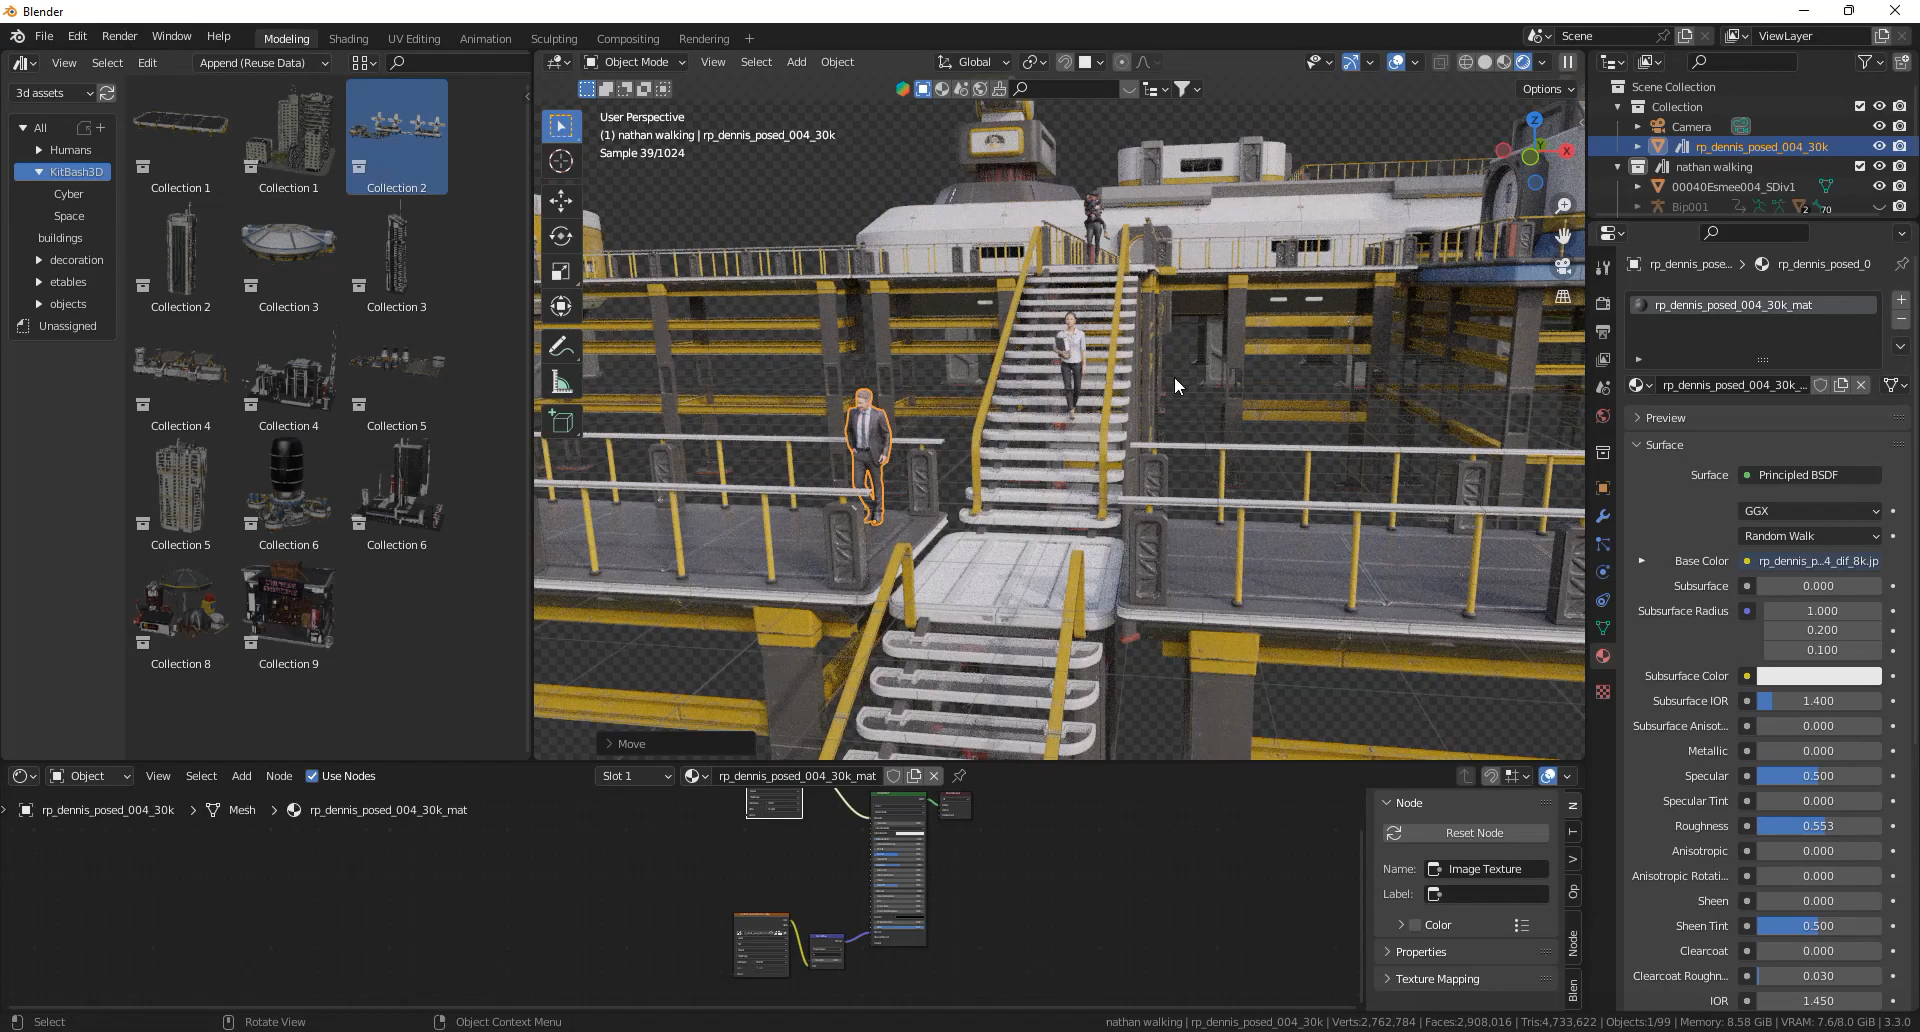 Blender
File Edit Render Window Help Modeling Shading UV Editing Animation Sculpting Compositing Rendering Scene ViewLayer
View Select Edit Append (Reuse Data)
Object Mode View Select Add Object Global
3d assets
Options
All
Humans
KitBash3D
Cyber
Space
buildings
decoration
etables
objects
Unassigned
Collection 1 Collection 1 Collection 2
Collection 2 Collection 3 Collection 3
Collection 4 Collection 4 Collection 5
Collection 5 Collection 6 Collection 6
Collection 8 Collection 9
User Perspective
(1) nathan walking | rp_dennis_posed_004_30k
Sample 39/1024
Z
Y
X
Move
Scene Collection
Collection
Camera
rp_dennis_posed_004_30k
nathan walking
00040Esmee004_SDiv1
Bip001 2 70
rp_dennis_pose... rp_dennis_posed_0
rp_dennis_posed_004_30k_mat
rp_dennis_posed_004_30k_...
Preview
Surface
Surface Principled BSDF
GGX
Random Walk
Base Color rp_dennis_p...4_dif_8k.jp
Subsurface 0.000
Subsurface Radius 1.000
0.200
0.100
Subsurface Color
Subsurface IOR 1.400
Subsurface Anisot... 0.000
Metallic 0.000
Specular 0.500
Specular Tint 0.000
Roughness 0.553
Anisotropic 0.000
Anisotropic Rotati... 0.000
Sheen 0.000
Sheen Tint 0.500
Clearcoat 0.000
Clearcoat Roughn... 0.030
IOR 1.450
Object View Select Add Node Use Nodes Slot 1 rp_dennis_posed_004_30k_mat
rp_dennis_posed_004_30k Mesh rp_dennis_posed_004_30k_mat
Node
Reset Node
Name: Image Texture
Label:
Color
Properties
Texture Mapping
N
T
V
Op
Node
Blen
Select Rotate View Object Context Menu
nathan walking | rp_dennis_posed_004_30k | Verts:2,762,784 | Faces:2,908,016 | Tris:4,733,622 | Objects:1/99 | Memory: 8.58 GiB | VRAM: 7.6/8.0 GiB | 3.3.0